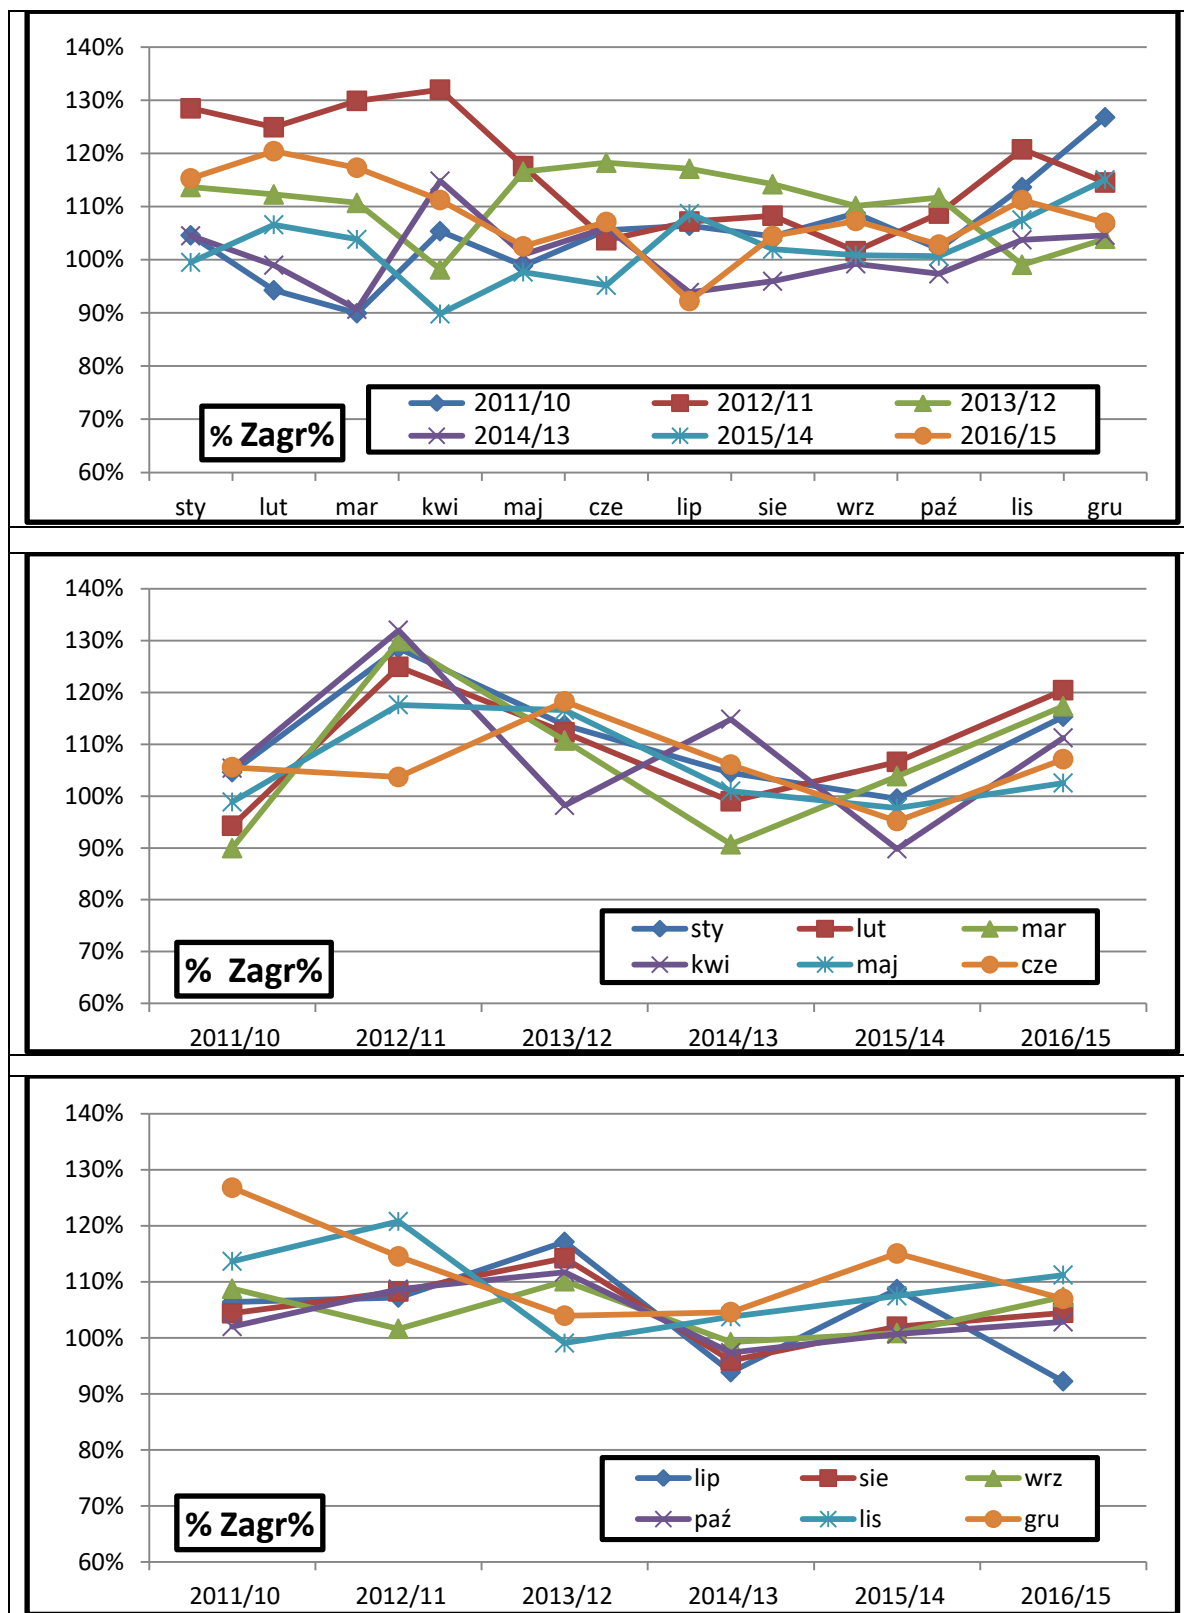 140%
130%
120%
110%
100%
90%
80%
70%
60%
2011/10 2012/11 2013/12
2014/13 2015/14 2016/15
% Zagr%
sty lut mar kwi maj cze lip sie wrz paź lis gru
140%
130%
120%
110%
100%
90%
80%
70%
60%
sty lut mar
kwi maj cze
% Zagr%
2011/10 2012/11 2013/12 2014/13 2015/14 2016/15
140%
130%
120%
110%
100%
90%
80%
70%
60%
lip sie wrz
paź lis gru
% Zagr%
2011/10 2012/11 2013/12 2014/13 2015/14 2016/15